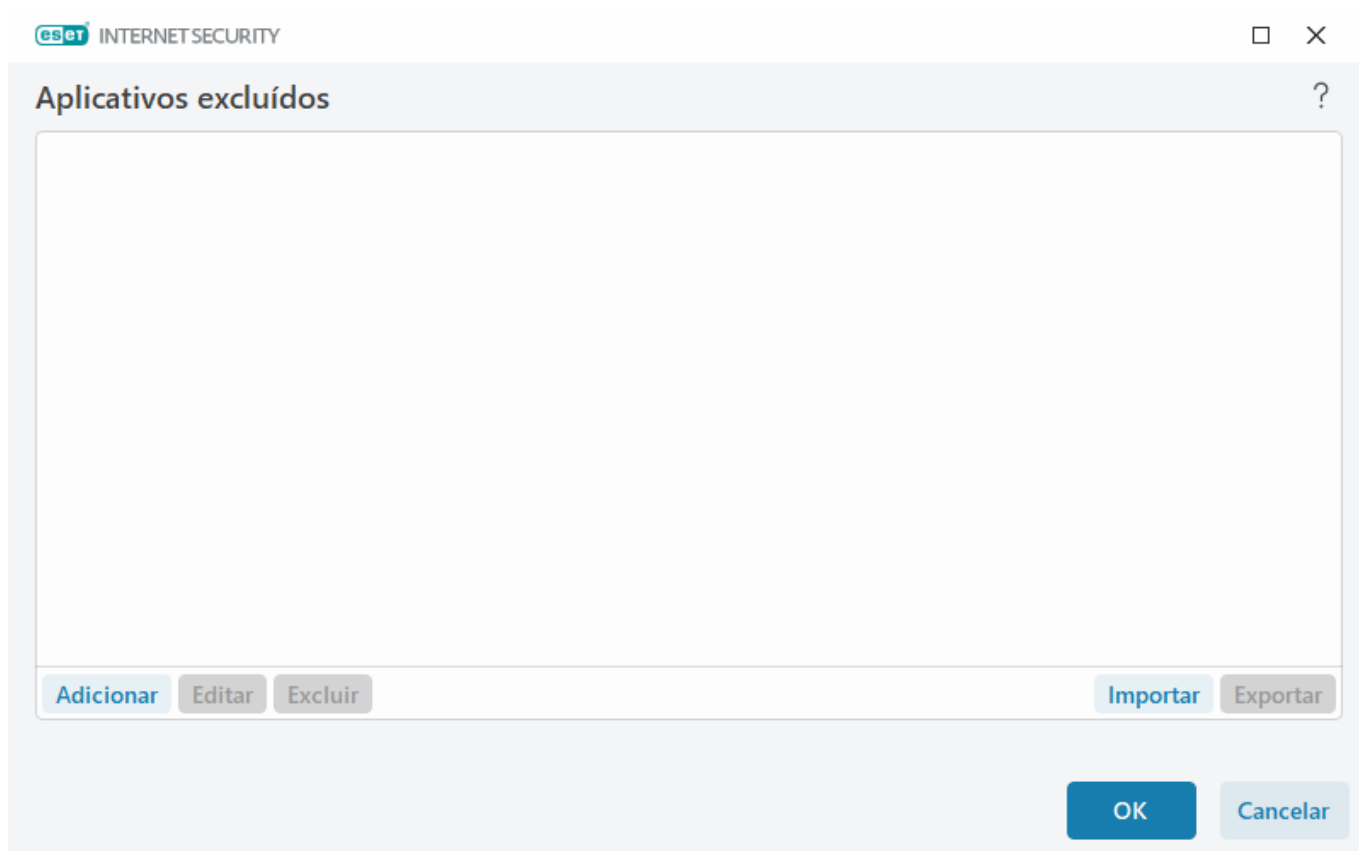 eset INTERNET SECURITY
Aplicativos excluídos ?
Adicionar Editar Excluir Importar Exportar
OK Cancelar